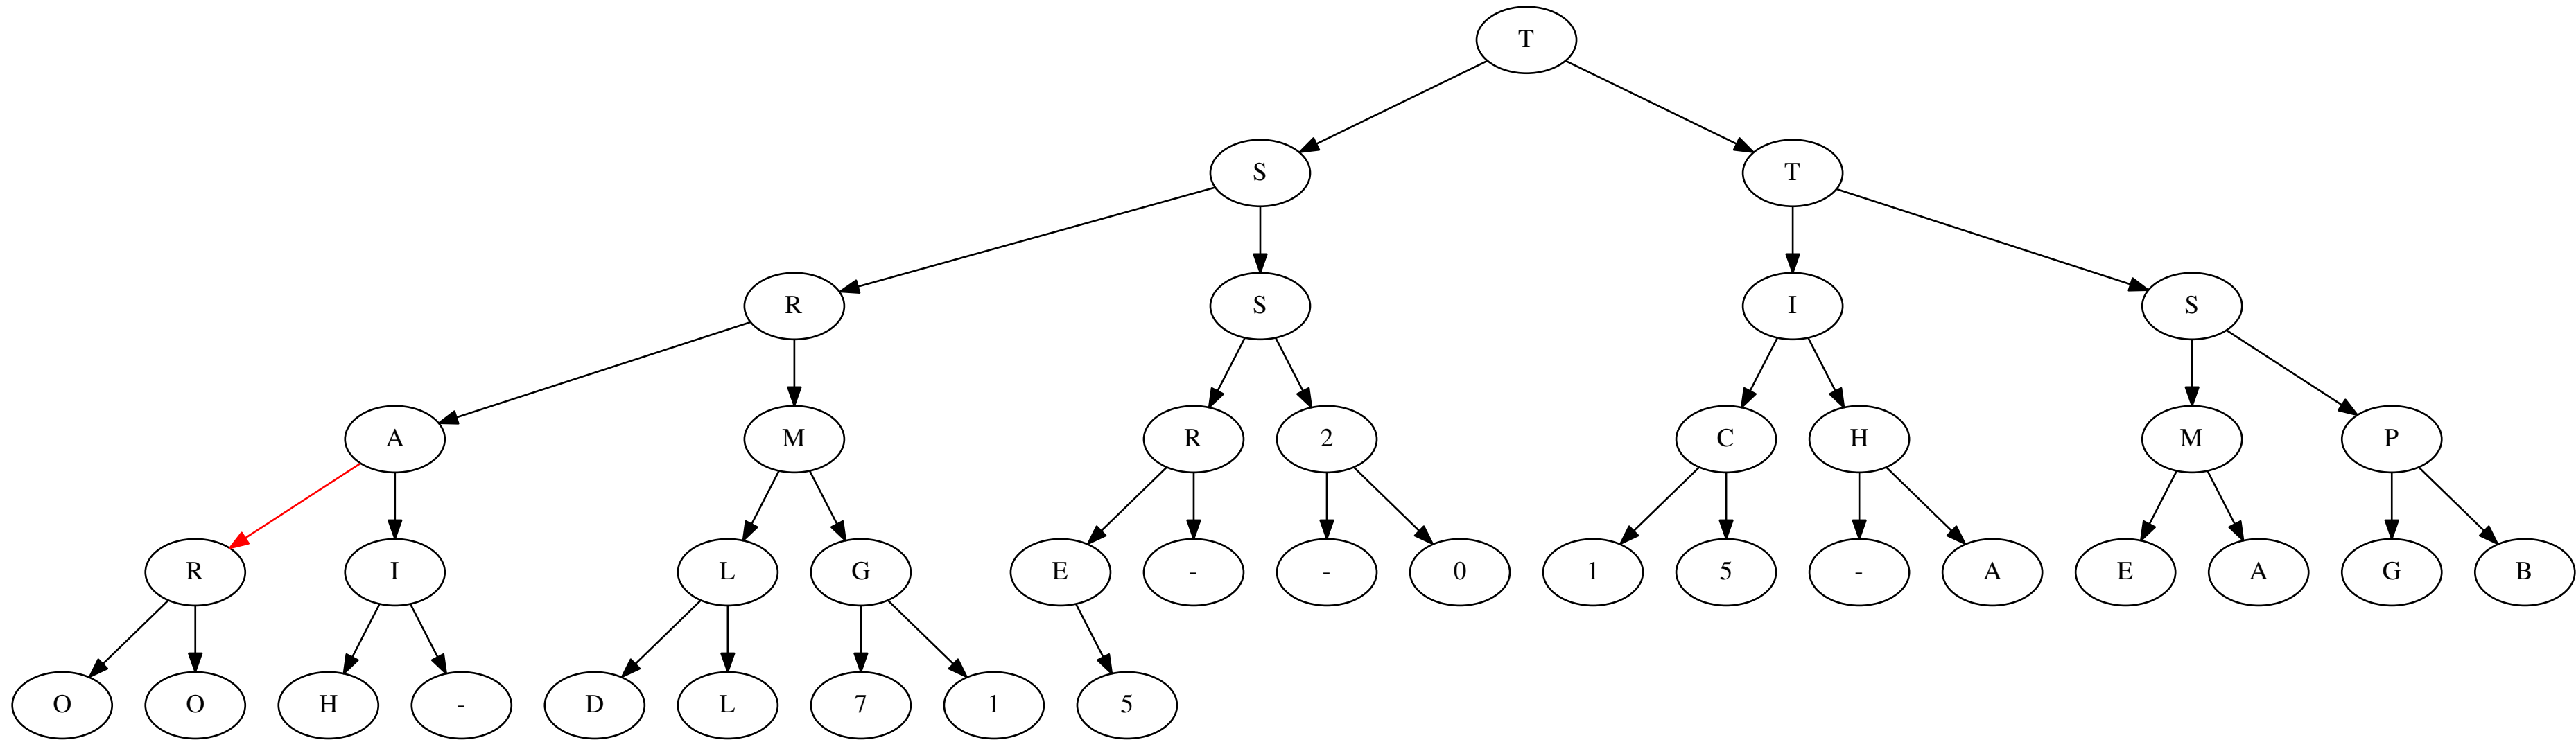 T
S T
R S I S
A M R 2 C H M P
R I L G E - - 0 1 5 - A E A G B
O O H - D L 7 1 5